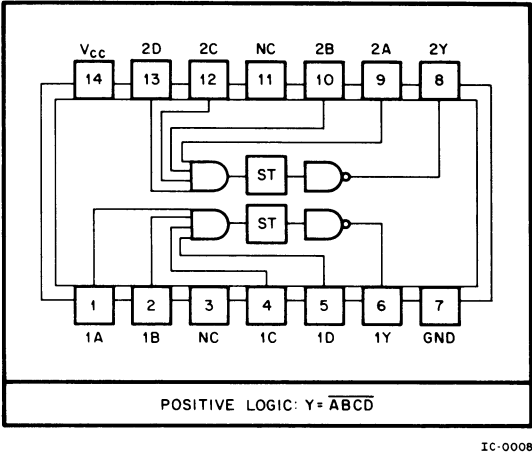 VCC 2D 2C NC 2B 2A 2Y
14 13 12 11 10 9 8
ST
ST
1 2 3 4 5 6 7
1A 1B NC 1C 1D 1Y GND
POSITIVE LOGIC: Y= A̅B̅C̅D̅
IC-0008